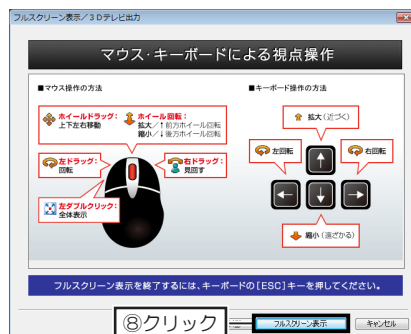 フルスクリーン表示／３Ｄテレビ出力
マウス・キーボードによる視点操作
■マウス操作の方法
■キーボード操作の方法
ホイールドラッグ：
上下左右移動
ホイール回転：
拡大／↑前方ホイール回転
縮小／↓後方ホイール回転
左ドラッグ：
回転
右ドラッグ：
見回す
左ダブルクリック：
全体表示
拡大（近づく）
左回転
右回転
縮小（遠ざかる）
フルスクリーン表示を終了するには、キーボードの［ESC］キーを押してください。
⑧クリック
フルスクリーン表示
キャンセル